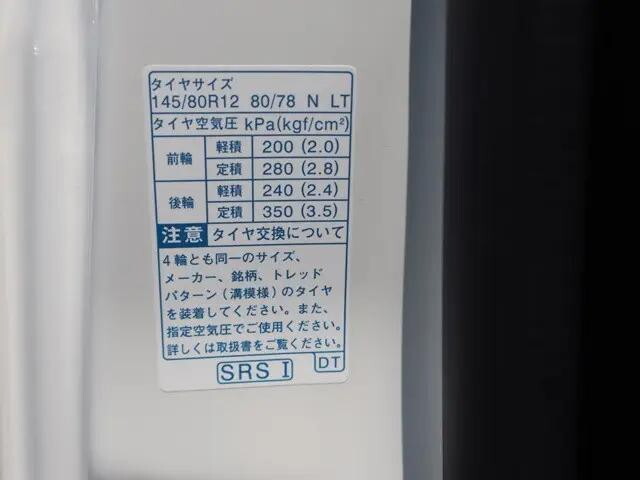 タイヤサイズ
145/80R12 80/78 N LT
タイヤ空気圧 kPa(kgf/cm²)
前輪 軽積 200 (2.0)
定積 280 (2.8)
後輪 軽積 240 (2.4)
定積 350 (3.5)
注意 タイヤ交換について
4輪とも同一のサイズ、
メーカー、銘柄、トレッド
パターン(溝模様)のタイヤ
を装着してください。また、
指定空気圧でご使用ください。
詳しくは取扱書をご覧ください。
SRS I DT